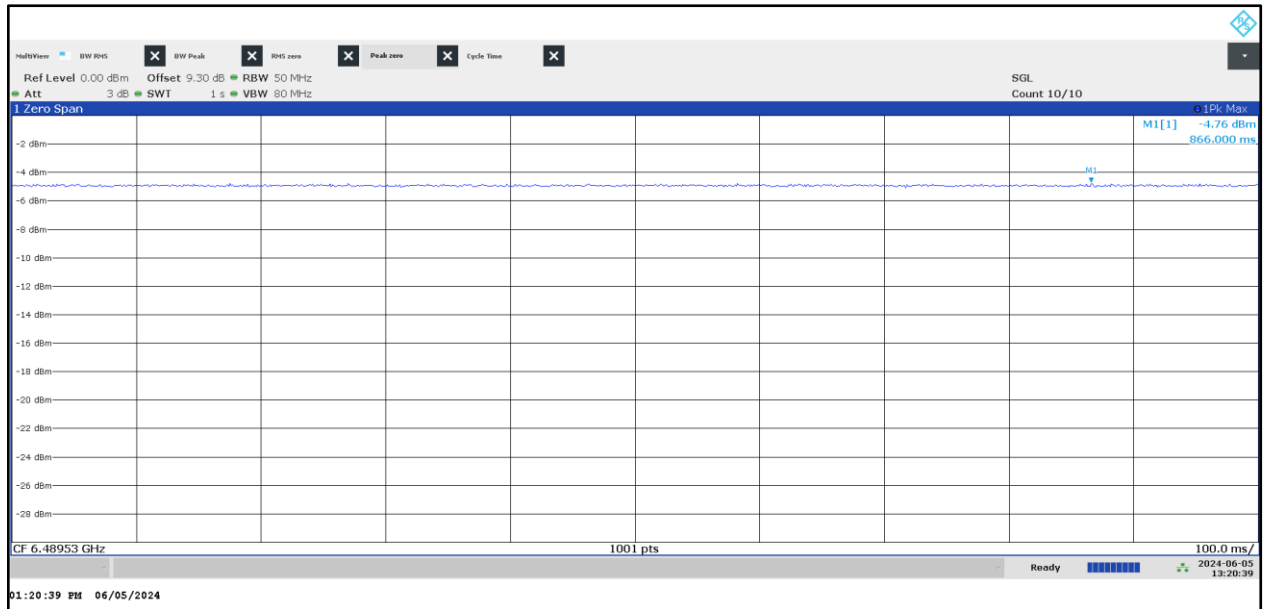 R&S
MultiView BW RMS BW Peak RMS zero Peak zero Cycle Time
Ref Level 0.00 dBm Offset 9.30 dB RBW 50 MHz SGL
Att 3 dB SWT 1 s VBW 80 MHz Count 10/10
1 Zero Span 1Pk Max
M1[1] -4.76 dBm
866.000 ms
-2 dBm
-4 dBm
M1
-6 dBm
-8 dBm
-10 dBm
-12 dBm
-14 dBm
-16 dBm
-18 dBm
-20 dBm
-22 dBm
-24 dBm
-26 dBm
-28 dBm
CF 6.48953 GHz 1001 pts 100.0 ms/
Ready 2024-06-05
13:20:39
01:20:39 PM 06/05/2024